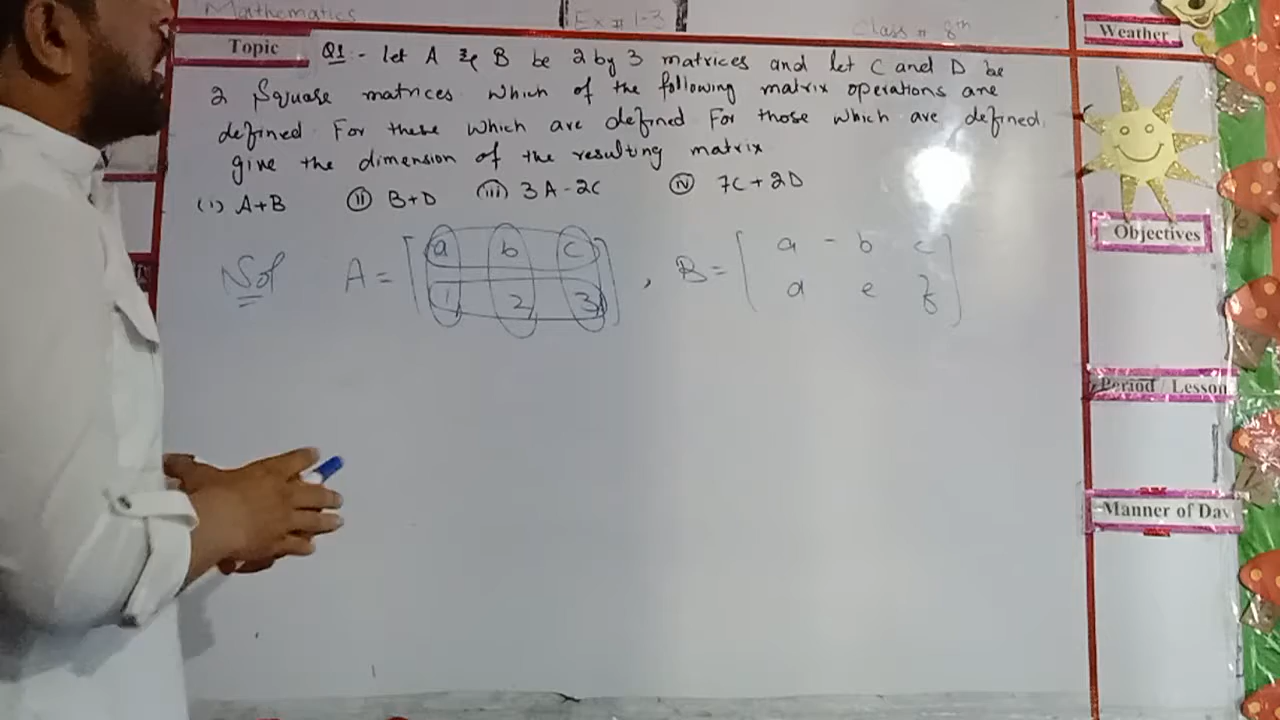 Mathematics
Ex # 1-3
Class # 8th
Weather
Topic
Q1:- let A & B be 2 by 3 matrices and let C and D be
2 Square matrices which of the following matrix operations are
defined For these which are defined For those which are defined.
give the dimension of the resulting matrix
(i) A+B (ii) B+D (iii) 3A-2C (iv) 7C+2D
Objectives
Sol A = [ a b c , B = [ a - b c ]
1 2 3 ] d e f
Period / Lesson
Manner of Day